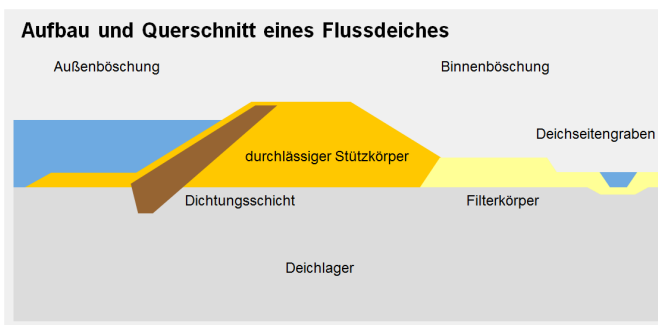 Aufbau und Querschnitt eines Flussdeiches
Außenböschung
Binnenböschung
Deichseitengraben
durchlässiger Stützkörper
Dichtungsschicht
Filterkörper
Deichlager